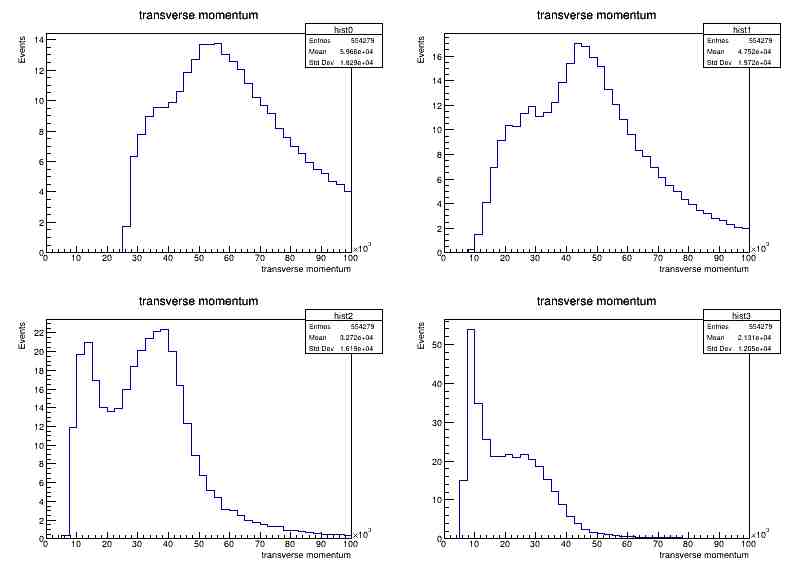 transverse momentum
hist0
Entries 554279
Mean 5.966e+04
Std Dev 1.829e+04
Events
14
12
10
8
6
4
2
0
0 10 20 30 40 50 60 70 80 90 100
×10³
transverse momentum
transverse momentum
hist1
Entries 554279
Mean 4.752e+04
Std Dev 1.972e+04
Events
16
14
12
10
8
6
4
2
0
0 10 20 30 40 50 60 70 80 90 100
×10³
transverse momentum
transverse momentum
hist2
Entries 554279
Mean 3.272e+04
Std Dev 1.619e+04
Events
22
20
18
16
14
12
10
8
6
4
2
0
0 10 20 30 40 50 60 70 80 90 100
×10³
transverse momentum
transverse momentum
hist3
Entries 554279
Mean 2.131e+04
Std Dev 1.205e+04
Events
50
40
30
20
10
0
0 10 20 30 40 50 60 70 80 90 100
×10³
transverse momentum